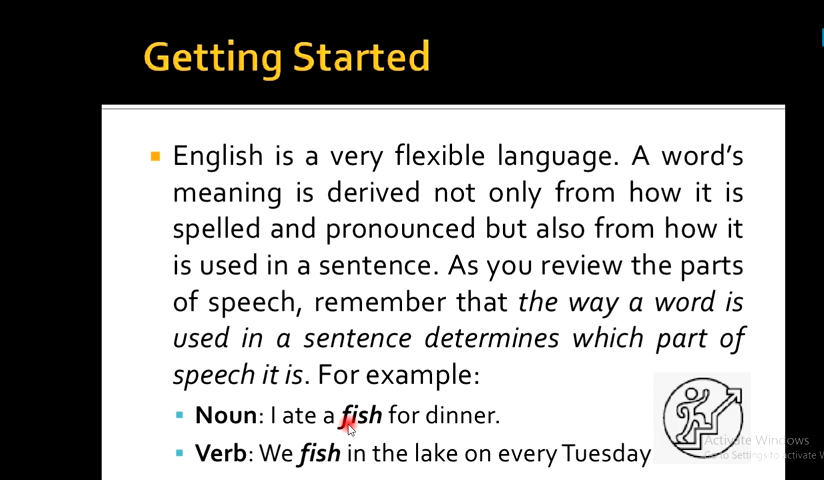 Getting Started
English is a very flexible language. A word's
meaning is derived not only from how it is
spelled and pronounced but also from how it
is used in a sentence. As you review the parts
of speech, remember that the way a word is
used in a sentence determines which part of
speech it is. For example:
Noun: I ate a fish for dinner.
Verb: We fish in the lake on every Tuesday
Activate Windows
Go to Settings to activate W